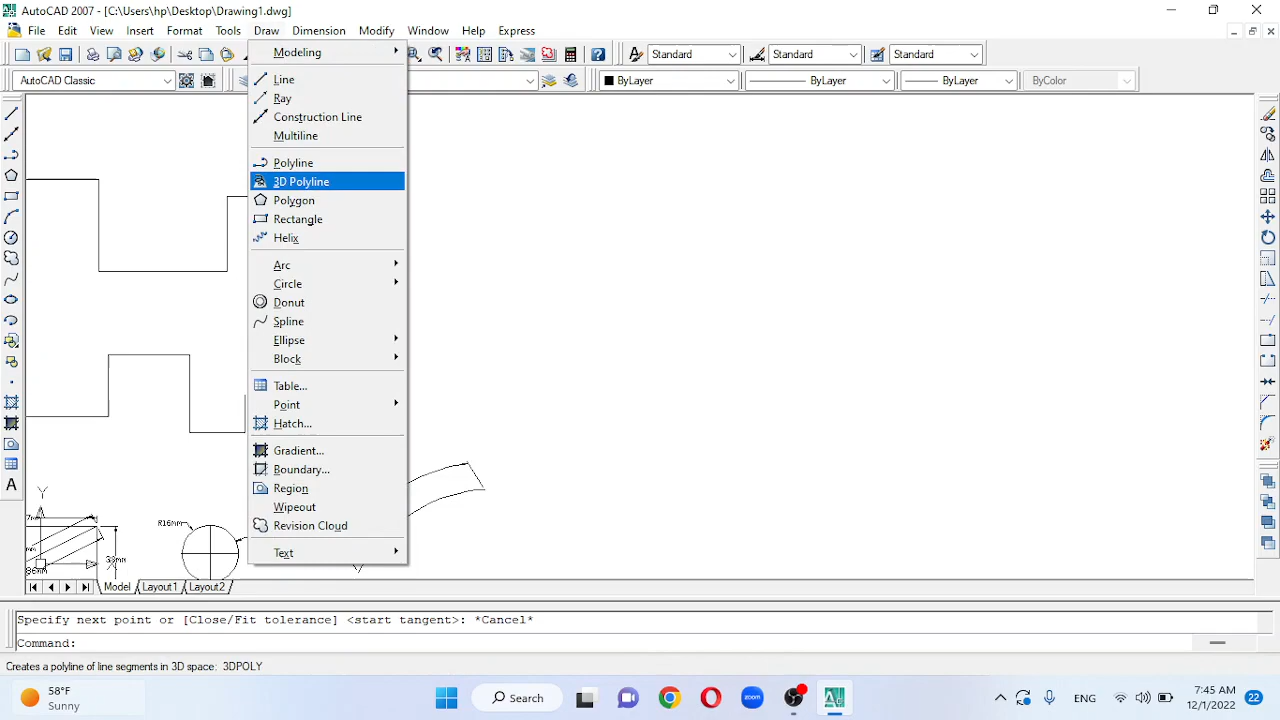 AutoCAD 2007 - [C:\Users\hp\Desktop\Drawing1.dwg]
File Edit View Insert Format Tools Draw Dimension Modify Window Help Express
Standard Standard Standard
AutoCAD Classic ByLayer ByLayer ByLayer ByColor
Modeling
Line
Ray
Construction Line
Multiline
Polyline
3D Polyline
Polygon
Rectangle
Helix
Arc
Circle
Donut
Spline
Ellipse
Block
Table...
Point
Hatch...
Gradient...
Boundary...
Region
Wipeout
Revision Cloud
Text
A
Y
R16mm
X
Model Layout1 Layout2
Specify next point or [Close/Fit tolerance] <start tangent>: *Cancel*
Command:
Creates a polyline of line segments in 3D space: 3DPOLY
58°F
Sunny
Search
zoom
ENG
7:45 AM
12/1/2022
22